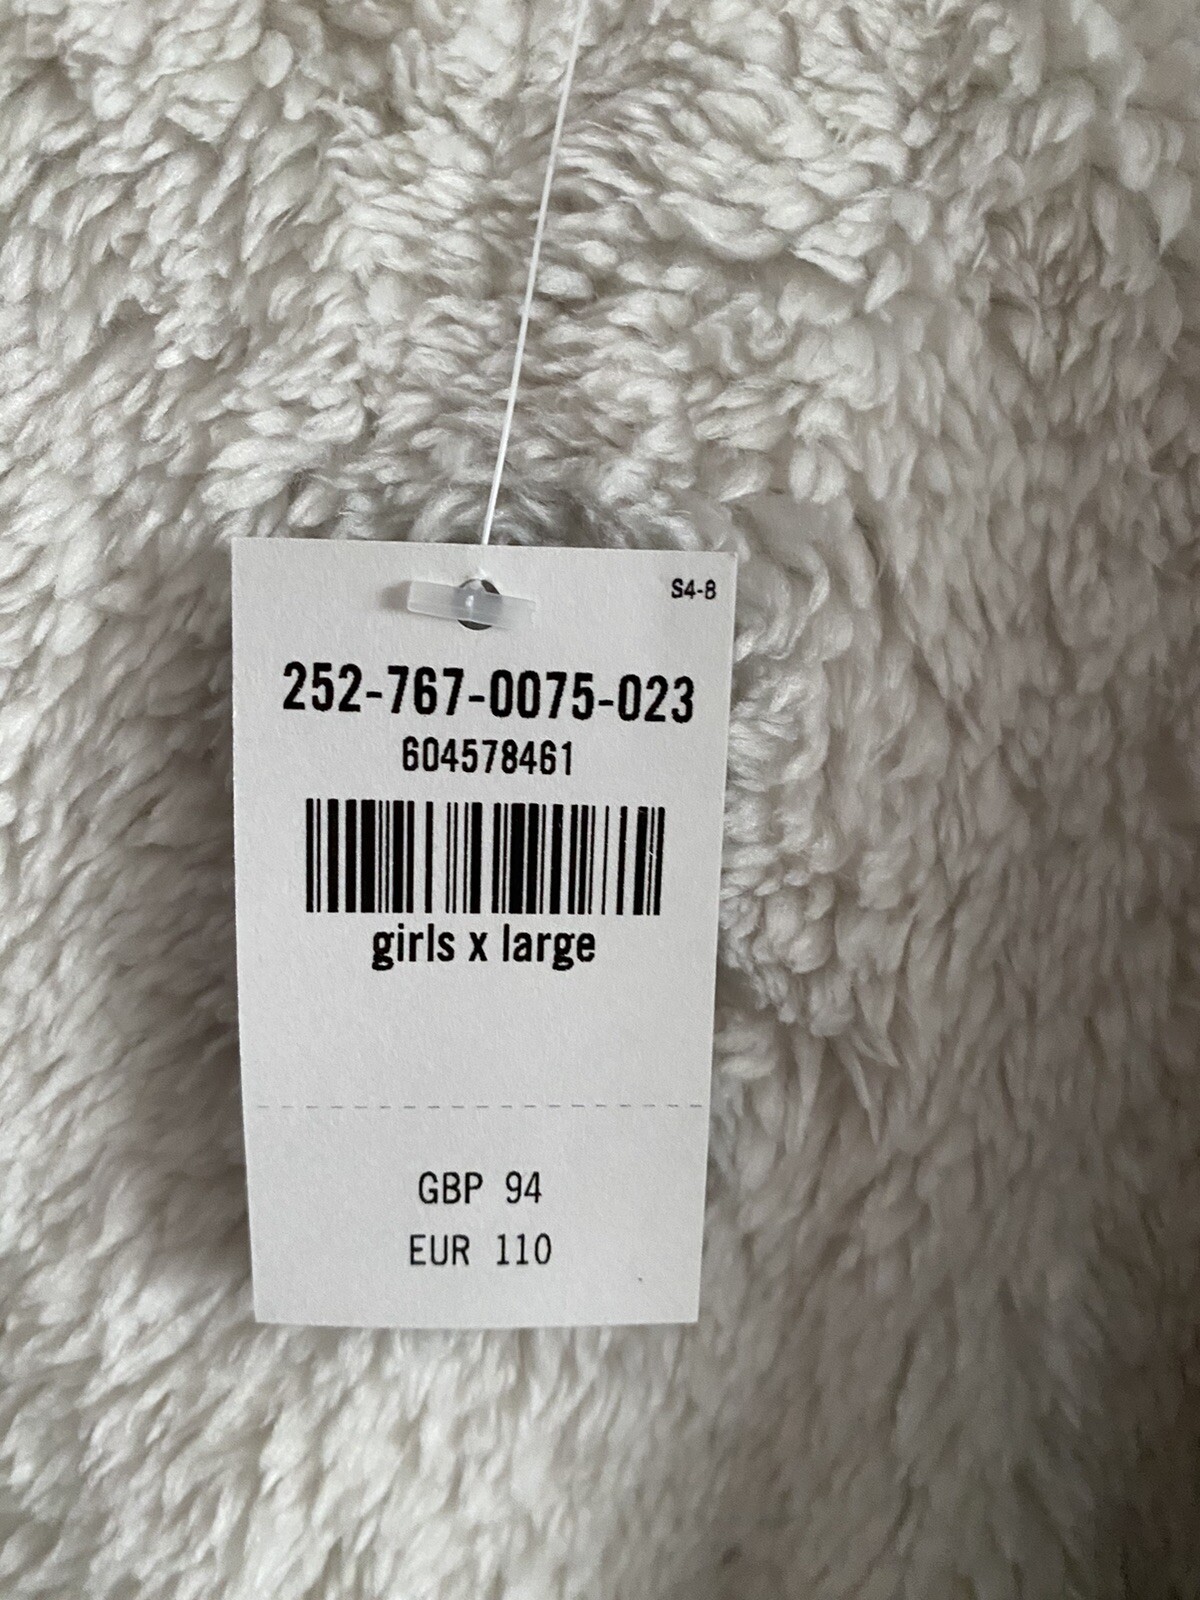 S4-8
252-767-0075-023
604578461
girls x large
GBP 94
EUR 110